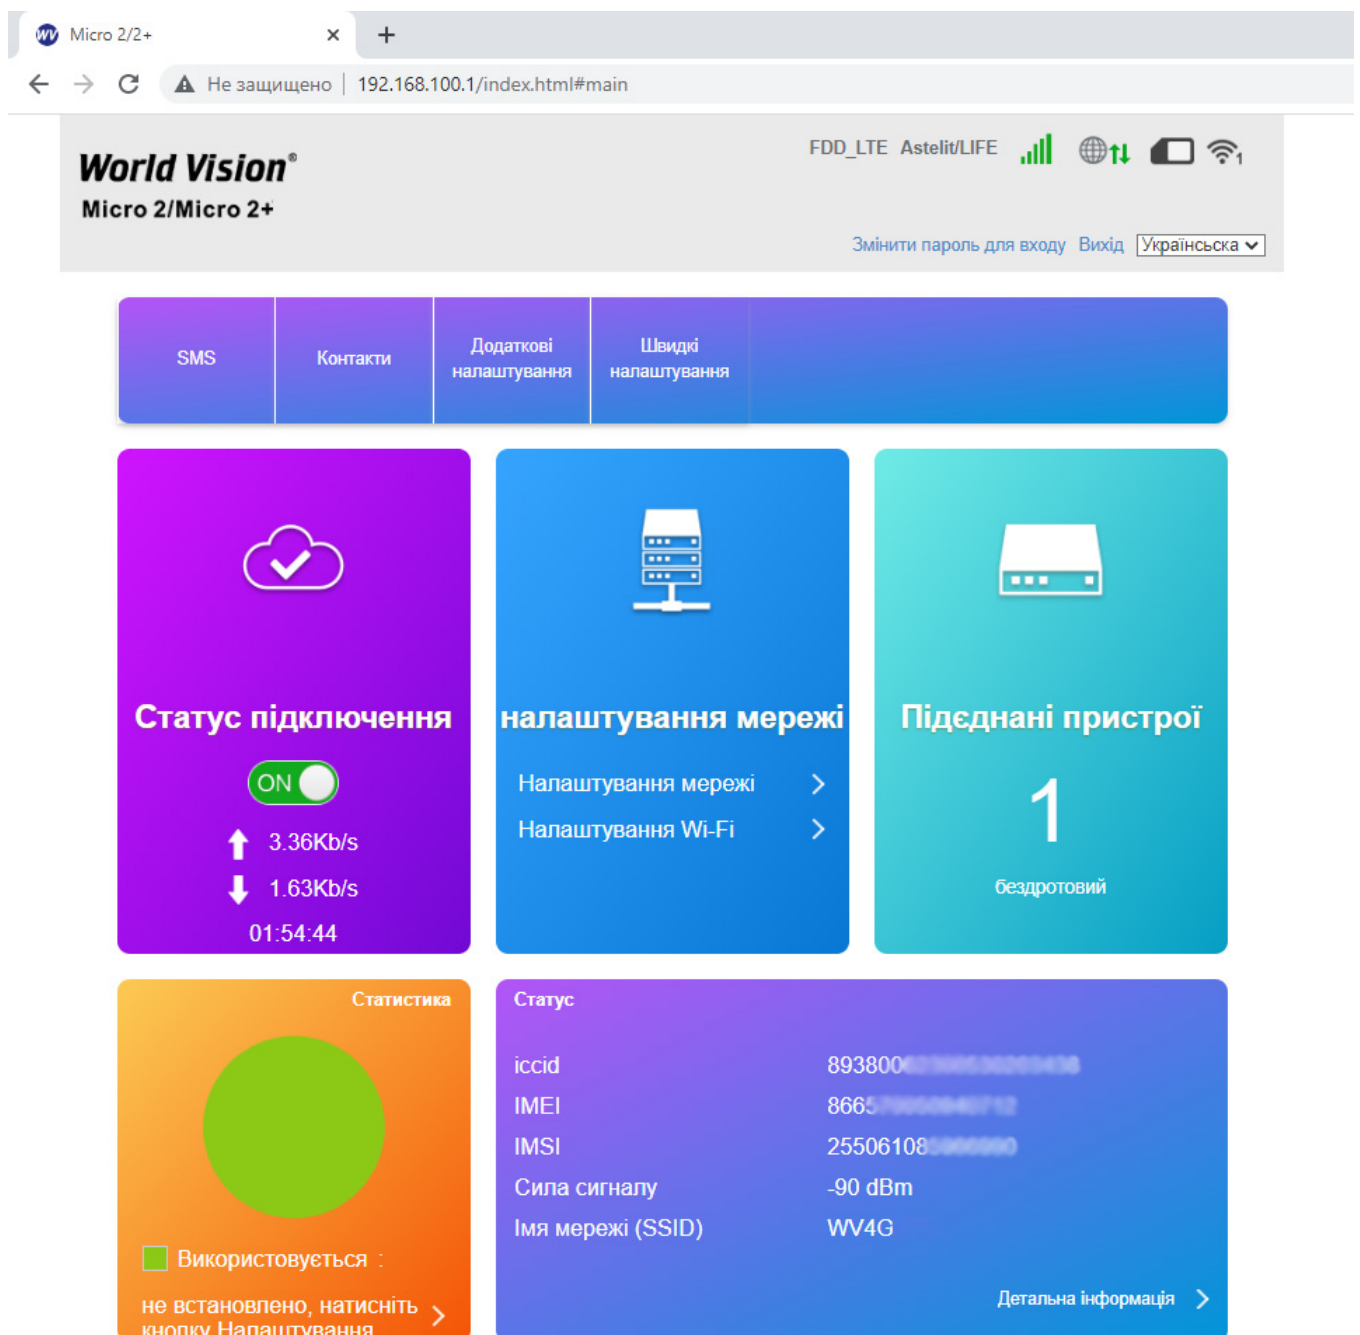 Micro 2/2+
Не защищено | 192.168.100.1/index.html#main
FDD_LTE Astelit/LIFE
1
World Vision®
Micro 2/Micro 2+
Змінити пароль для входу Вихід Українсьска
SMS
Контакти
Додаткові
налаштування
Швидкі
налаштування
Статус підключення
ON
3.36Kb/s
1.63Kb/s
01:54:44
налаштування мережі
Налаштування мережі
Налаштування Wi-Fi
Підєднані пристрої
1
бездротовий
Статистика
Використовується :
не встановлено, натисніть
кнопку Налаштування
Статус
iccid 893800
IMEI 866
IMSI 25506108
Сила сигналу -90 dBm
Імя мережі (SSID) WV4G
Детальна інформація